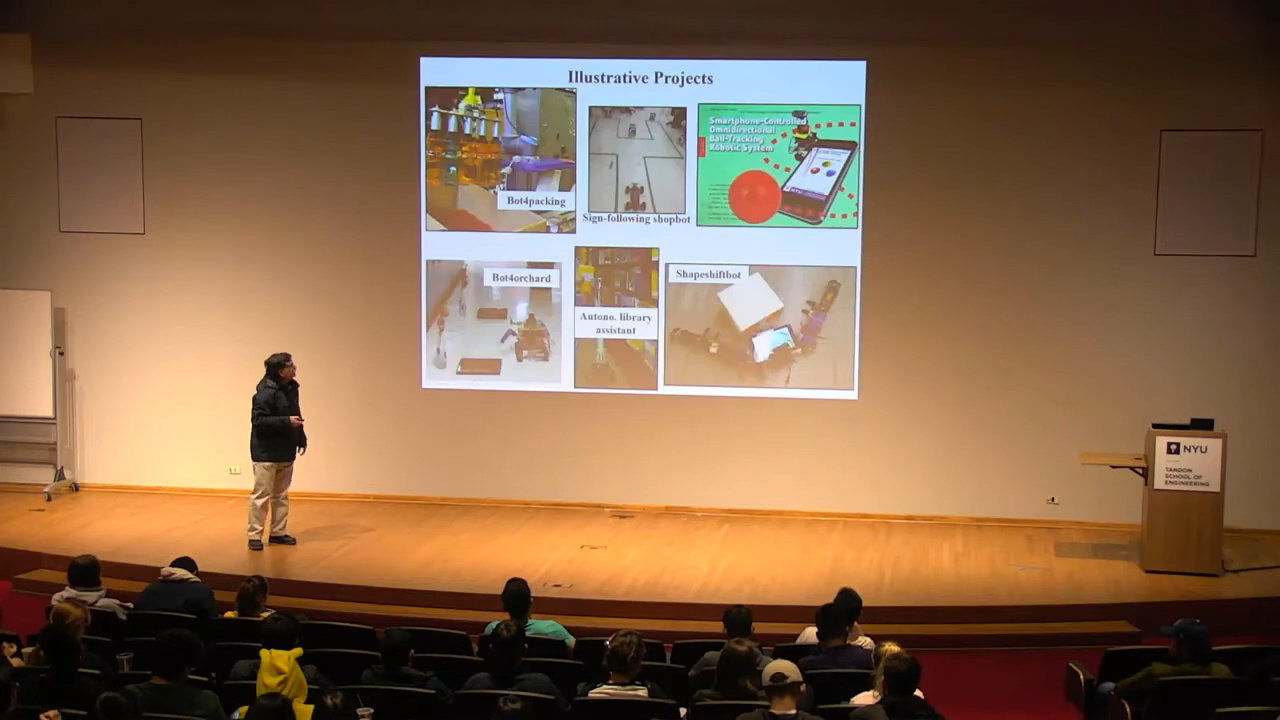 Illustrative Projects
Bot4packing
Sign-following shopbot
Smartphone-Controlled
Omnidirectional
Ball-Tracking
Robotic System
NYU
Bot4orchard
Autono. library
assistant
Shapeshiftbot
NYU
TANDON
SCHOOL OF
ENGINEERING